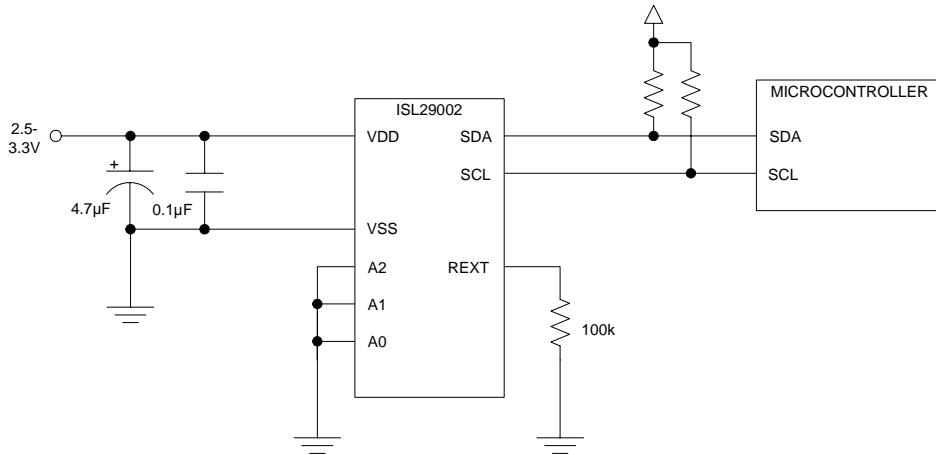 2.5-
3.3V
+
4.7µF
0.1µF
ISL29002
VDD
VSS
A2
A1
A0
SDA
SCL
REXT
100k
MICROCONTROLLER
SDA
SCL